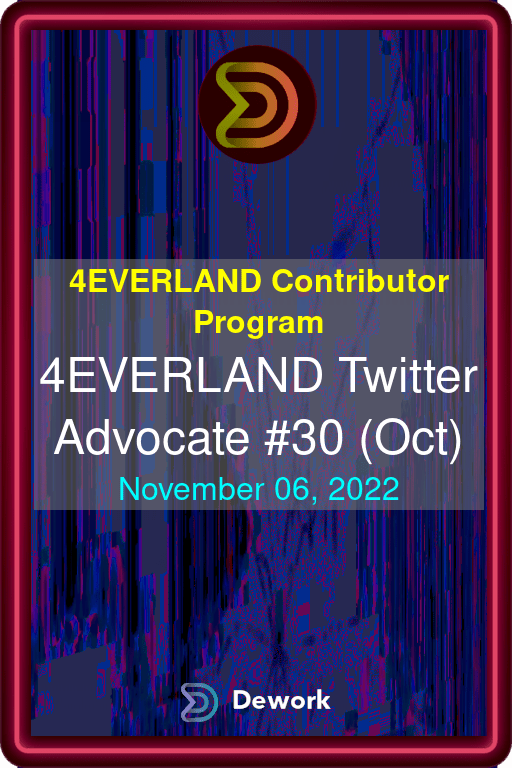 4EVERLAND Contributor
Program
4EVERLAND Twitter
Advocate #30 (Oct)
November 06, 2022
Dework